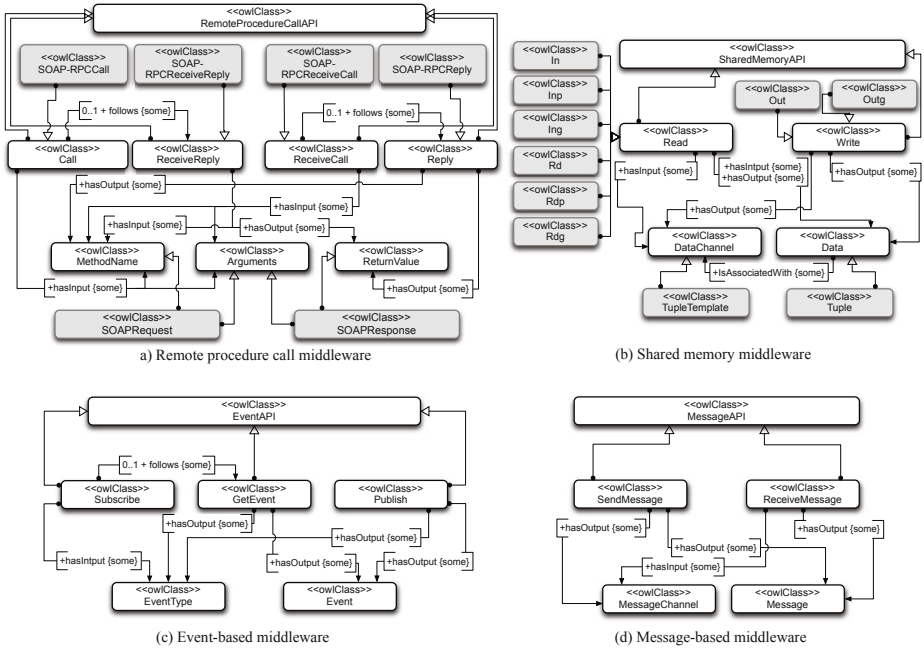 <<owlClass>>
RemoteProcedureCallAPI
<<owlClass>>
SOAP-RPCCall
<<owlClass>>
SOAP-
RPCReceiveReply
<<owlClass>>
SOAP-
RPCReceiveCall
<<owlClass>>
SOAP-RPCReply
0..1 + follows {some}
+follows {some}
<<owlClass>>
Call
<<owlClass>>
ReceiveReply
<<owlClass>>
ReceiveCall
<<owlClass>>
Reply
+hasOutput {some}
+hasInput {some}
+hasInput {some}
+hasOutput {some}
<<owlClass>>
MethodName
<<owlClass>>
Arguments
<<owlClass>>
ReturnValue
+hasInput {some}
+hasOutput {some}
<<owlClass>>
SOAPRequest
<<owlClass>>
SOAPResponse
a) Remote procedure call middleware
<<owlClass>>
In
<<owlClass>>
Inp
<<owlClass>>
Ing
<<owlClass>>
Rd
<<owlClass>>
Rdp
<<owlClass>>
Rdg
<<owlClass>>
SharedMemoryAPI
<<owlClass>>
Out
<<owlClass>>
Outg
<<owlClass>>
Read
<<owlClass>>
Write
+hasInput {some}
+hasInput {some}
+hasOutput {some}
+hasOutput {some}
+hasOutput {some}
<<owlClass>>
DataChannel
<<owlClass>>
Data
+IsAssociatedWith {some}
<<owlClass>>
TupleTemplate
<<owlClass>>
Tuple
(b) Shared memory middleware
<<owlClass>>
EventAPI
0..1 + follows {some}
<<owlClass>>
Subscribe
<<owlClass>>
GetEvent
<<owlClass>>
Publish
+hasOutput {some}
+hasOutput {some}
+hasIntput {some}
+hasOutput {some}
+hasOutput {some}
<<owlClass>>
EventType
<<owlClass>>
Event
(c) Event-based middleware
<<owlClass>>
MessageAPI
<<owlClass>>
SendMessage
<<owlClass>>
ReceiveMessage
+hasOutput {some}
+hasOutput {some}
+hasOutput {some}
+hasInput {some}
<<owlClass>>
MessageChannel
<<owlClass>>
Message
(d) Message-based middleware